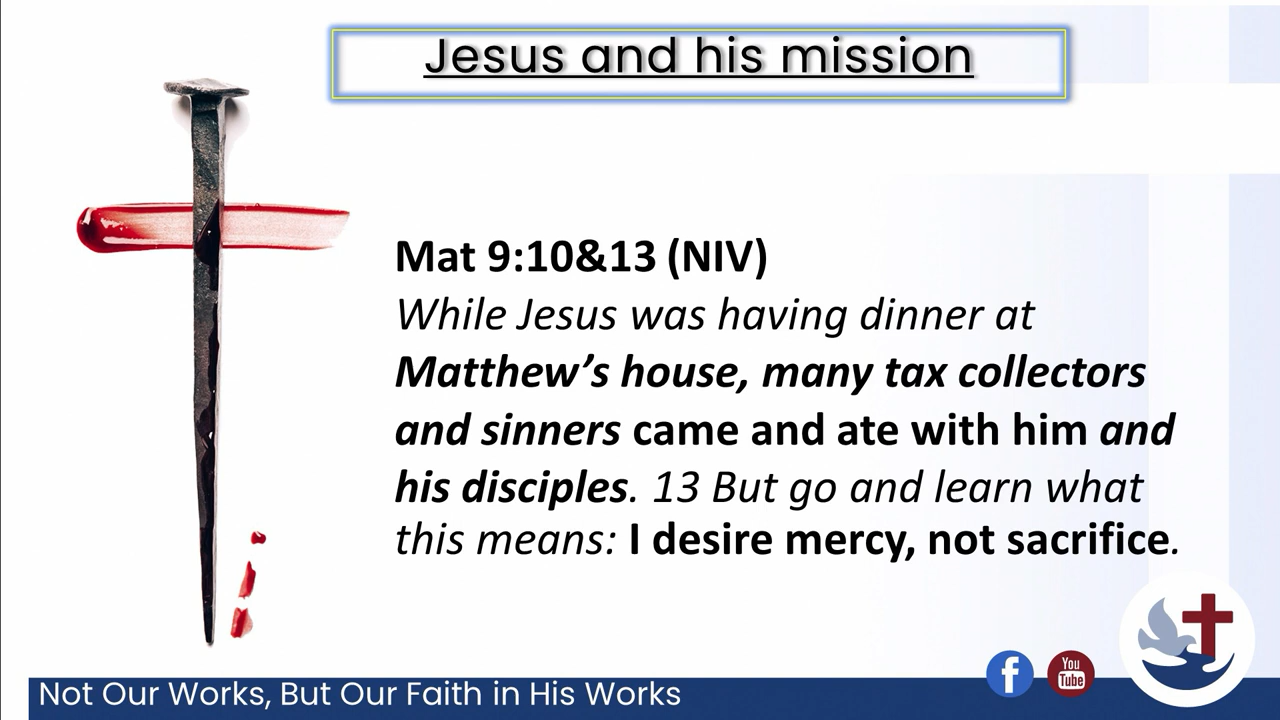 Jesus and his mission
Mat 9:10&13 (NIV)
While Jesus was having dinner at
Matthew’s house, many tax collectors
and sinners came and ate with him and
his disciples. 13 But go and learn what
this means: I desire mercy, not sacrifice.
f
You
Tube
Not Our Works, But Our Faith in His Works